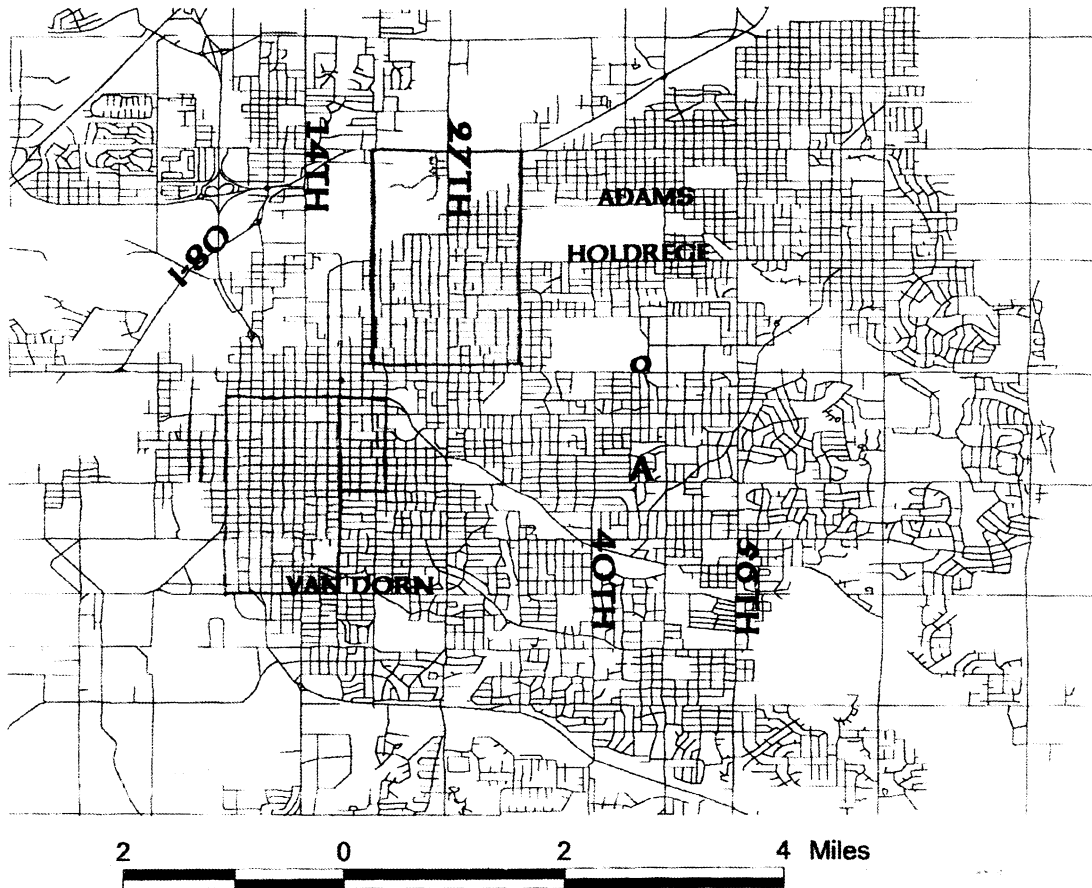 14TH
27TH
ADAMS
I-80
HOLDREGE
O
A
40TH
56TH
VAN DORN
2 0 2 4 Miles